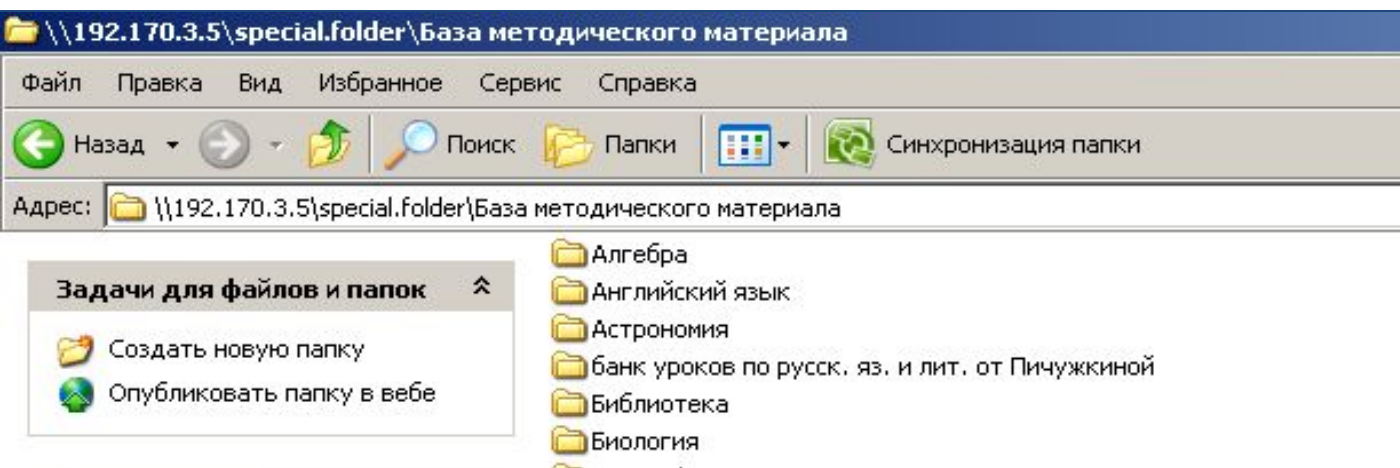 \\192.170.3.5\special.folder\База методического материала
Файл Правка Вид Избранное Сервис Справка
Назад Поиск Папки Синхронизация папки
Адрес: \\192.170.3.5\special.folder\База методического материала
Задачи для файлов и папок
Создать новую папку
Опубликовать папку в вебе
Алгебра
Английский язык
Астрономия
банк уроков по русск. яз. и лит. от Пичужкиной
Библиотека
Биология